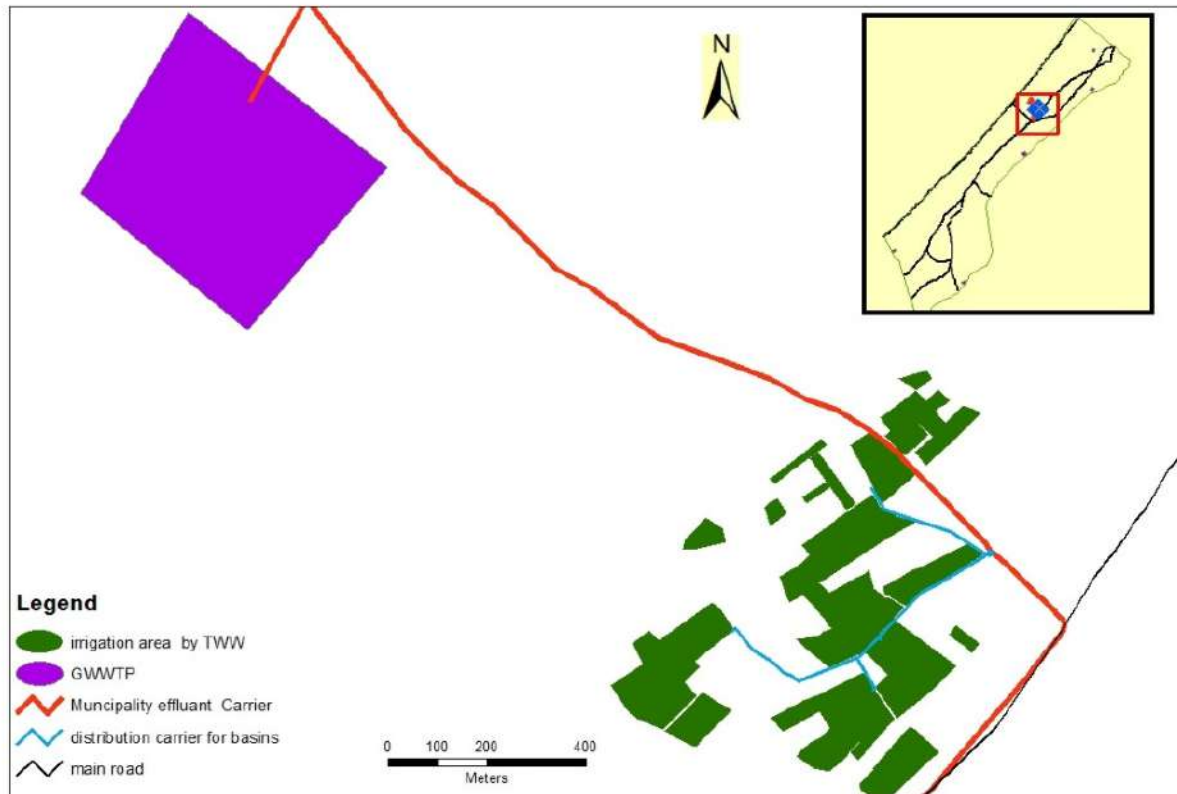 N
Legend
irrigation area by TWW
GWWTP
Muncipality effluant Carrier
distribution carrier for basins
main road
0 100 200 400
Meters